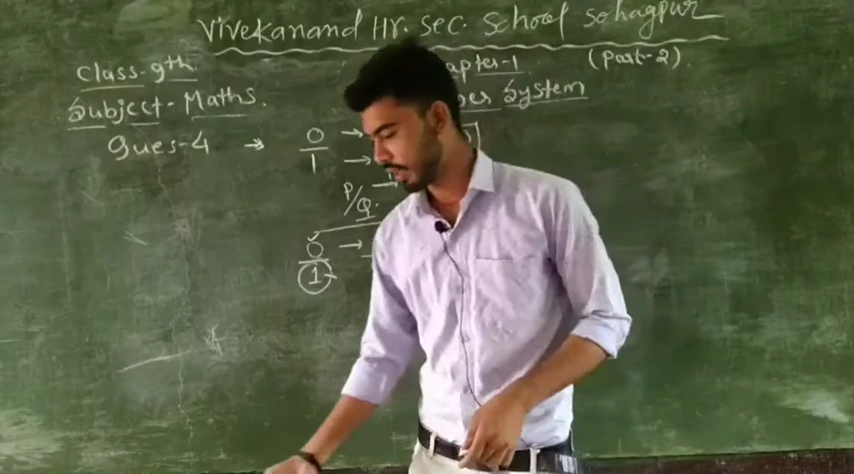 Vivekanand Hr. Sec. School Sohagpur
Class-9th. apter-1 (Part-2)
Subject-Maths. ber System
Ques-4 → 0 →
1 →
P/Q. →
0 →
1